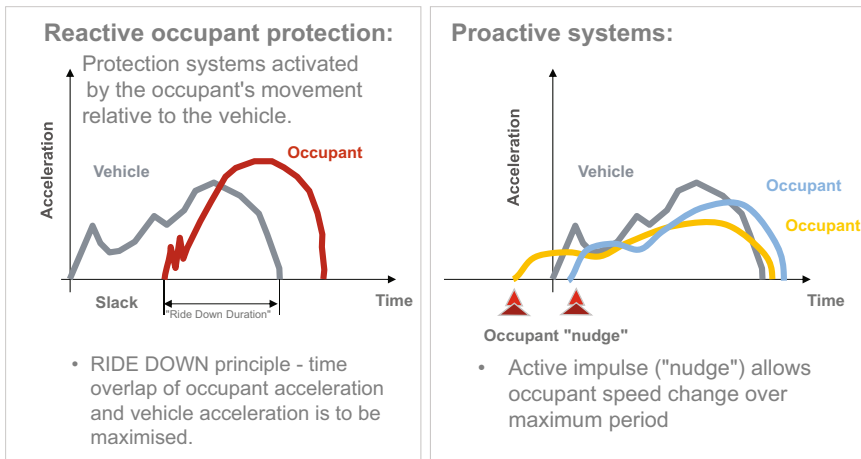 Reactive occupant protection:
Protection systems activated
by the occupant's movement
relative to the vehicle.
Acceleration
Vehicle
Occupant
Slack
Time
"Ride Down Duration"
• RIDE DOWN principle - time
overlap of occupant acceleration
and vehicle acceleration is to be
maximised.
Proactive systems:
Acceleration
Vehicle
Occupant
Occupant
Time
Occupant "nudge"
• Active impulse ("nudge") allows
occupant speed change over
maximum period